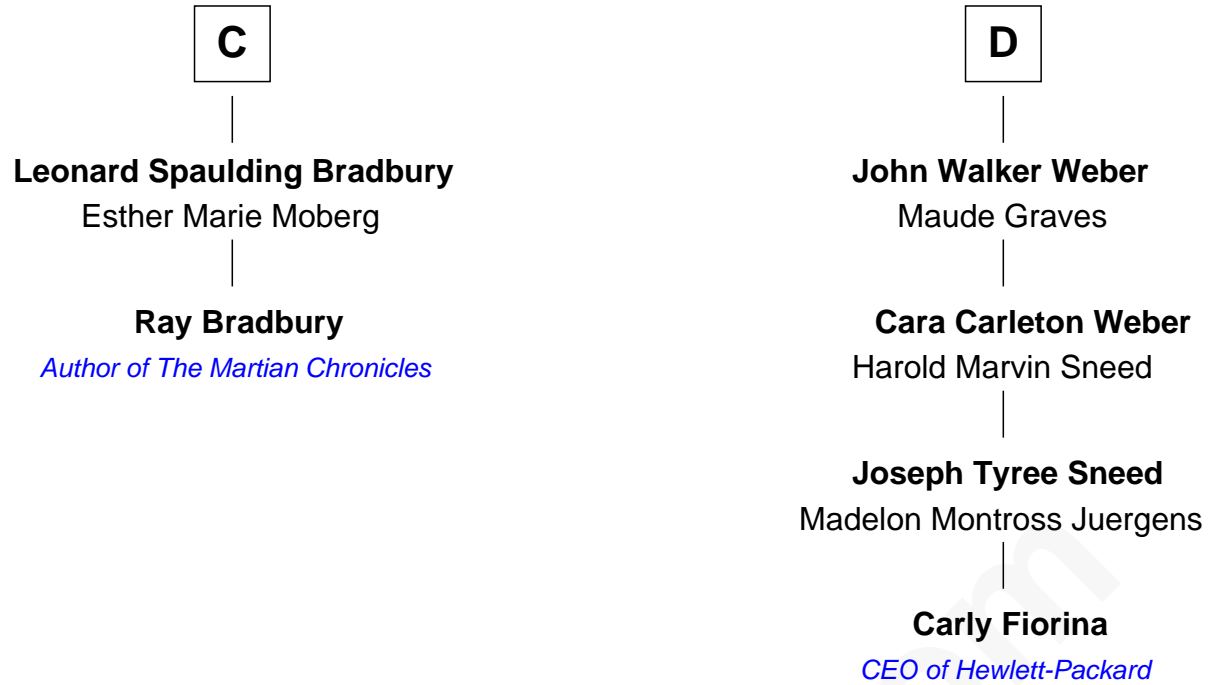 C
Leonard Spaulding Bradbury
Esther Marie Moberg
Ray Bradbury
Author of The Martian Chronicles
D
John Walker Weber
Maude Graves
Cara Carleton Weber
Harold Marvin Sneed
Joseph Tyree Sneed
Madelon Montross Juergens
Carly Fiorina
CEO of Hewlett-Packard